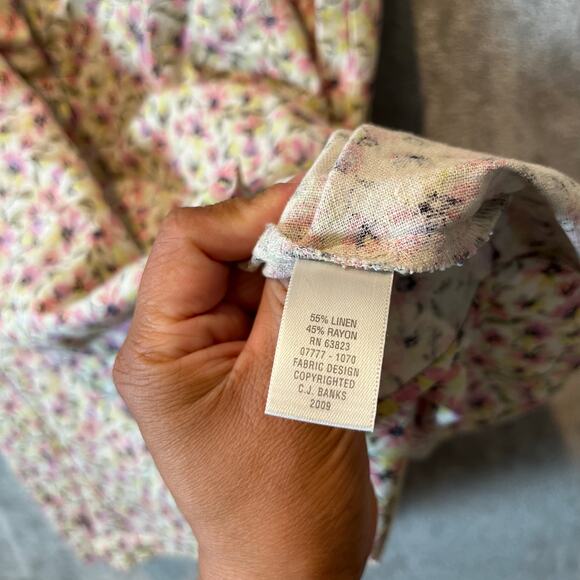 55% LINEN
45% RAYON
RN 63823
07777 - 1070
FABRIC DESIGN
COPYRIGHTED
C.J. BANKS
2009